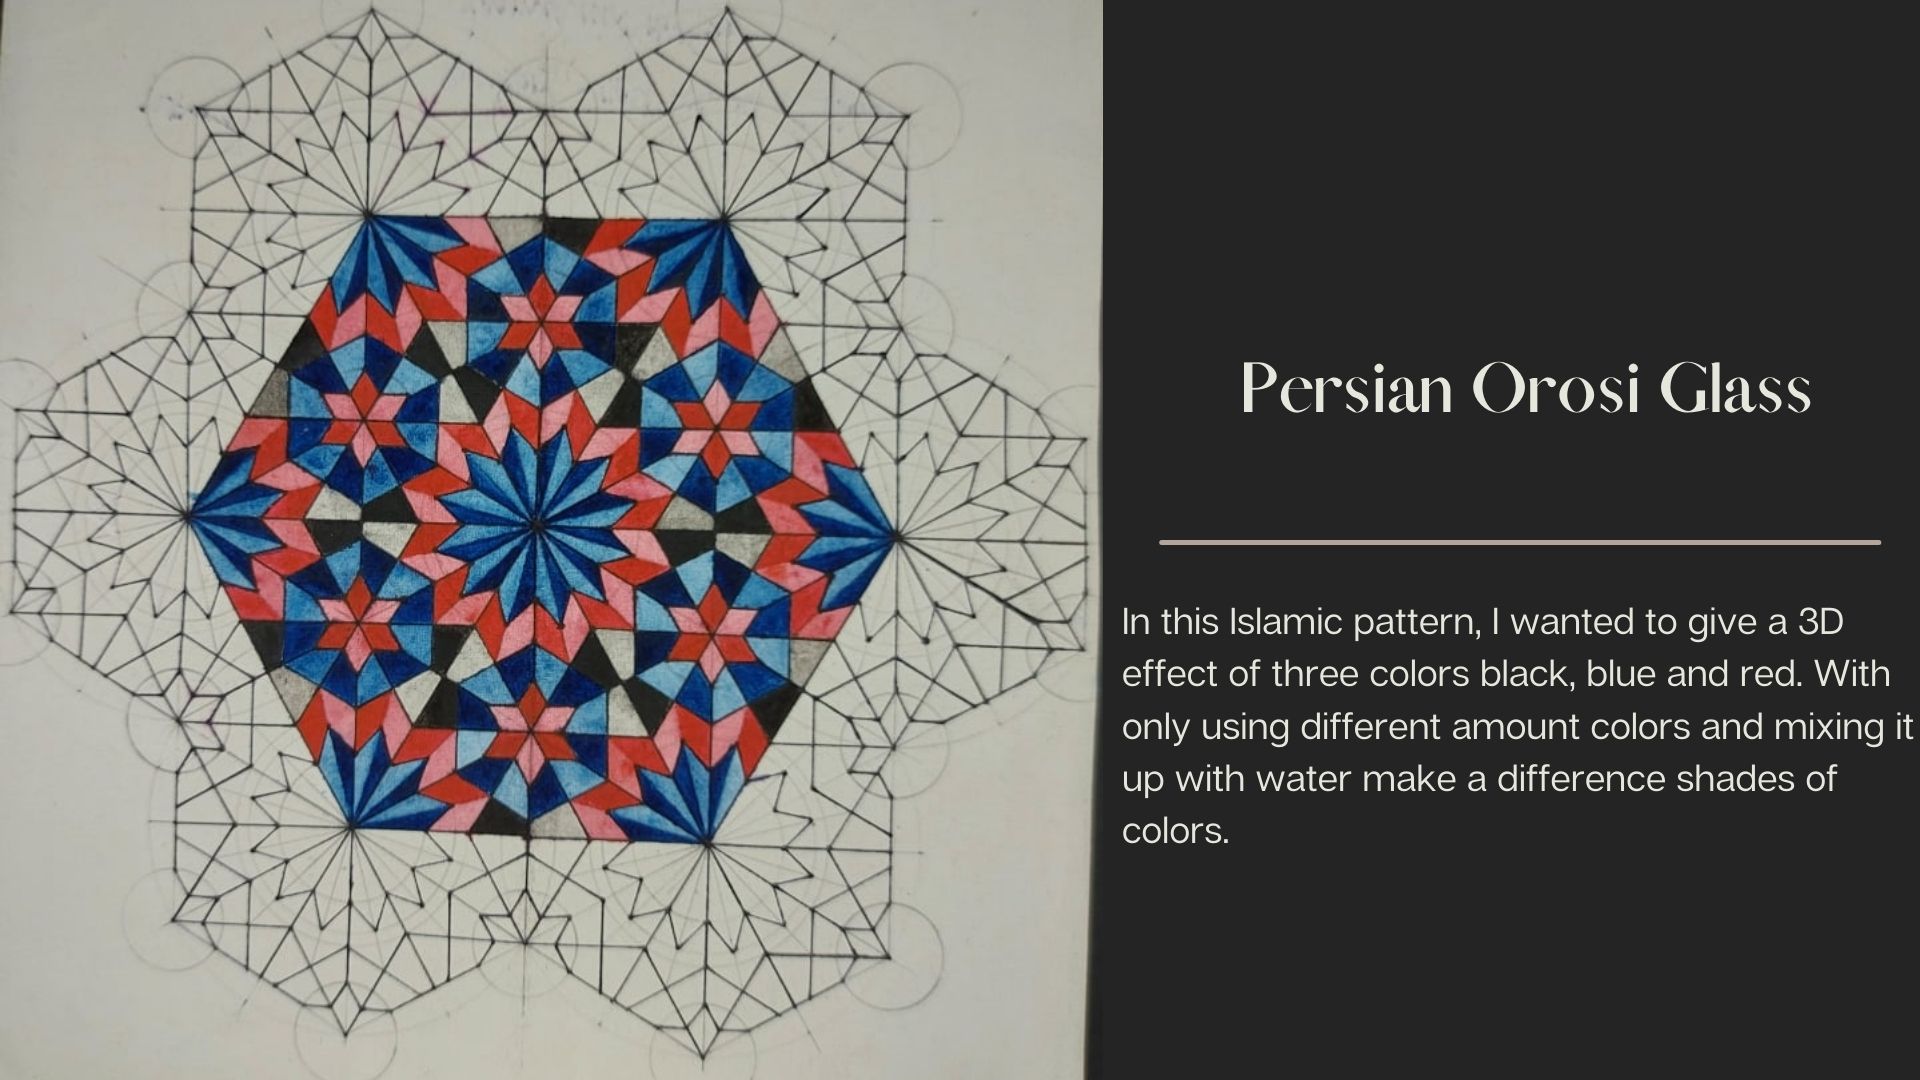 Persian Orosi Glass
In this Islamic pattern, I wanted to give a 3D
effect of three colors black, blue and red. With
only using different amount colors and mixing it
up with water make a difference shades of
colors.